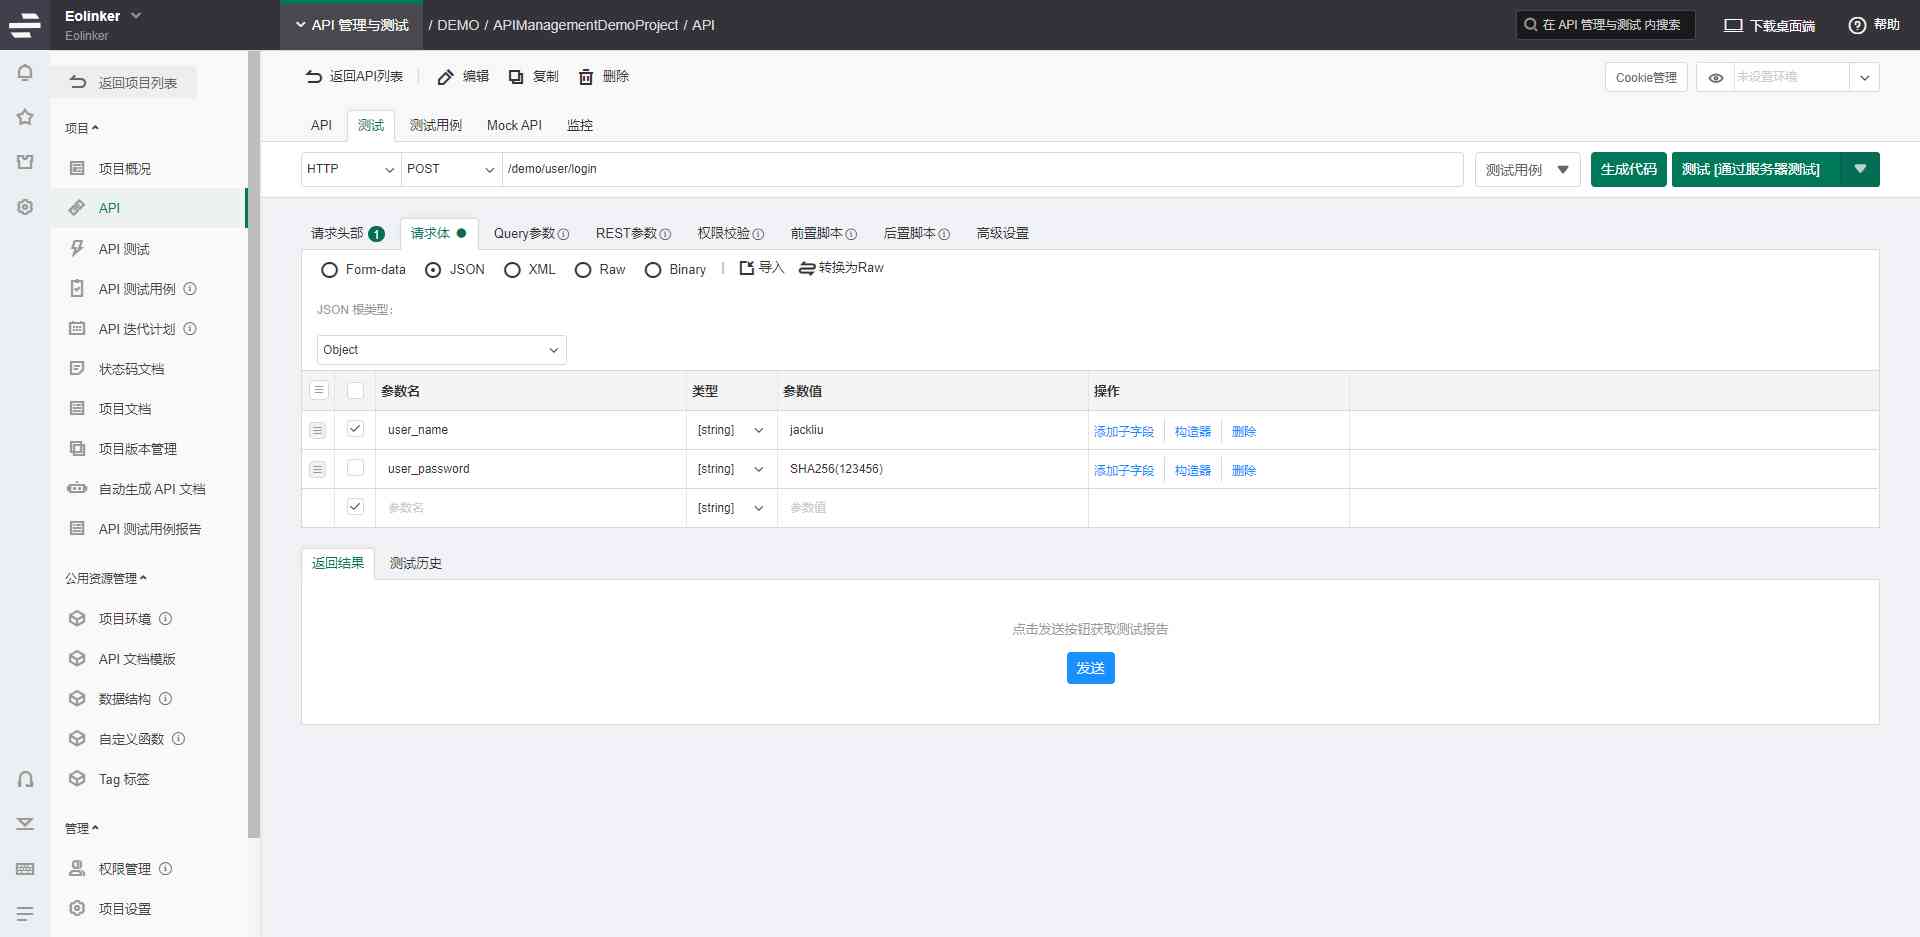 Eolinker
Eolinker
API 管理与测试 / DEMO / APIManagementDemoProject / API
在 API 管理与测试 内搜索
下载桌面端
帮助
返回项目列表
项目
项目概况
API
API 测试
API 测试用例
API 迭代计划
状态码文档
项目文档
项目版本管理
自动生成 API 文档
API 测试用例报告
公用资源管理
项目环境
API 文档模版
数据结构
自定义函数
Tag 标签
管理
权限管理
项目设置
返回API列表 编辑 复制 删除
Cookie管理 未设置环境
API 测试 测试用例 Mock API 监控
HTTP POST /demo/user/login 测试用例 生成代码 测试 [通过服务器测试]
请求头部 1 请求体 Query参数 REST参数 权限校验 前置脚本 后置脚本 高级设置
Form-data JSON XML Raw Binary 导入 转换为Raw
JSON 根类型:
Object
参数名 类型 参数值 操作
user_name [string] jackliu 添加子字段 构造器 删除
user_password [string] SHA256(123456) 添加子字段 构造器 删除
参数名 [string] 参数值
返回结果 测试历史
点击发送按钮获取测试报告
发送